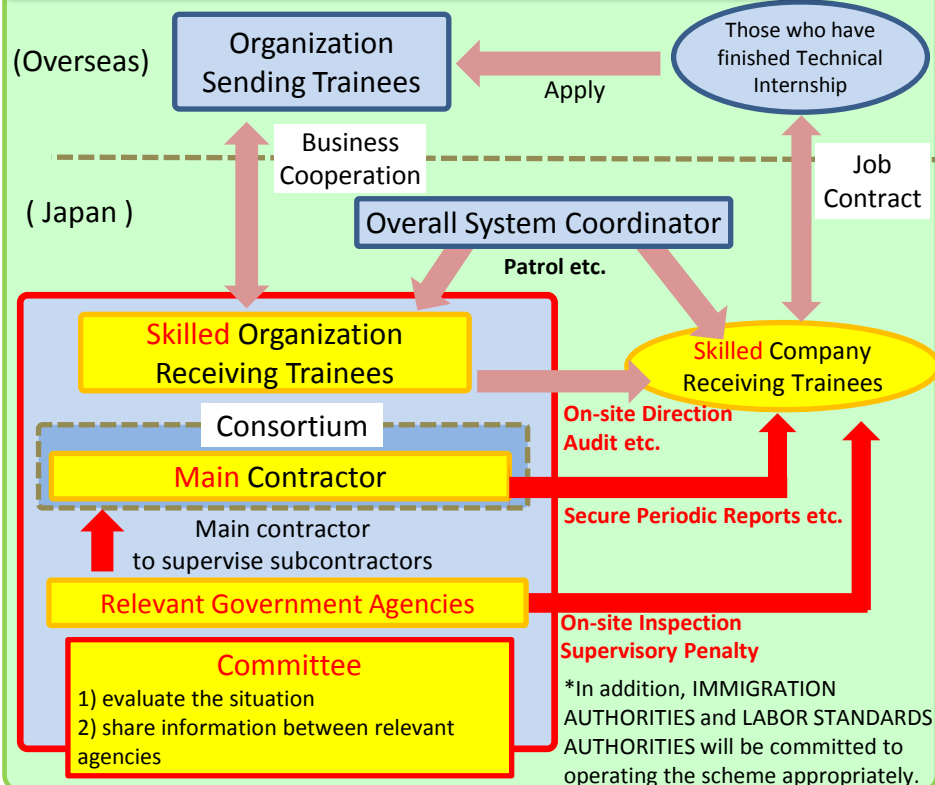 (Overseas)
Organization
Sending Trainees
Apply
Those who have
finished Technical
Internship
Business
Cooperation
Job
Contract
( Japan )
Overall System Coordinator
Patrol etc.
Skilled Organization
Receiving Trainees
Skilled Company
Receiving Trainees
On-site Direction
Audit etc.
Consortium
Main Contractor
Secure Periodic Reports etc.
Main contractor
to supervise subcontractors
Relevant Government Agencies
On-site Inspection
Supervisory Penalty
Committee
1) evaluate the situation
2) share information between relevant
agencies
*In addition, IMMIGRATION
AUTHORITIES and LABOR STANDARDS
AUTHORITIES will be committed to
operating the scheme appropriately.